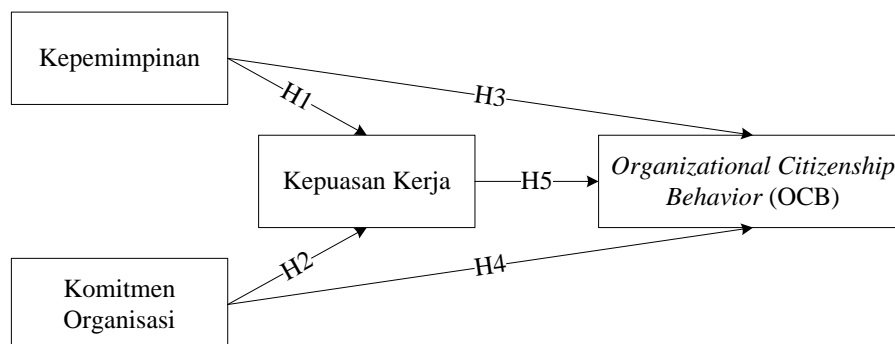 Kepemimpinan
H1
H3
Kepuasan Kerja
H5
Organizational Citizenship
Behavior (OCB)
H2
H4
Komitmen
Organisasi